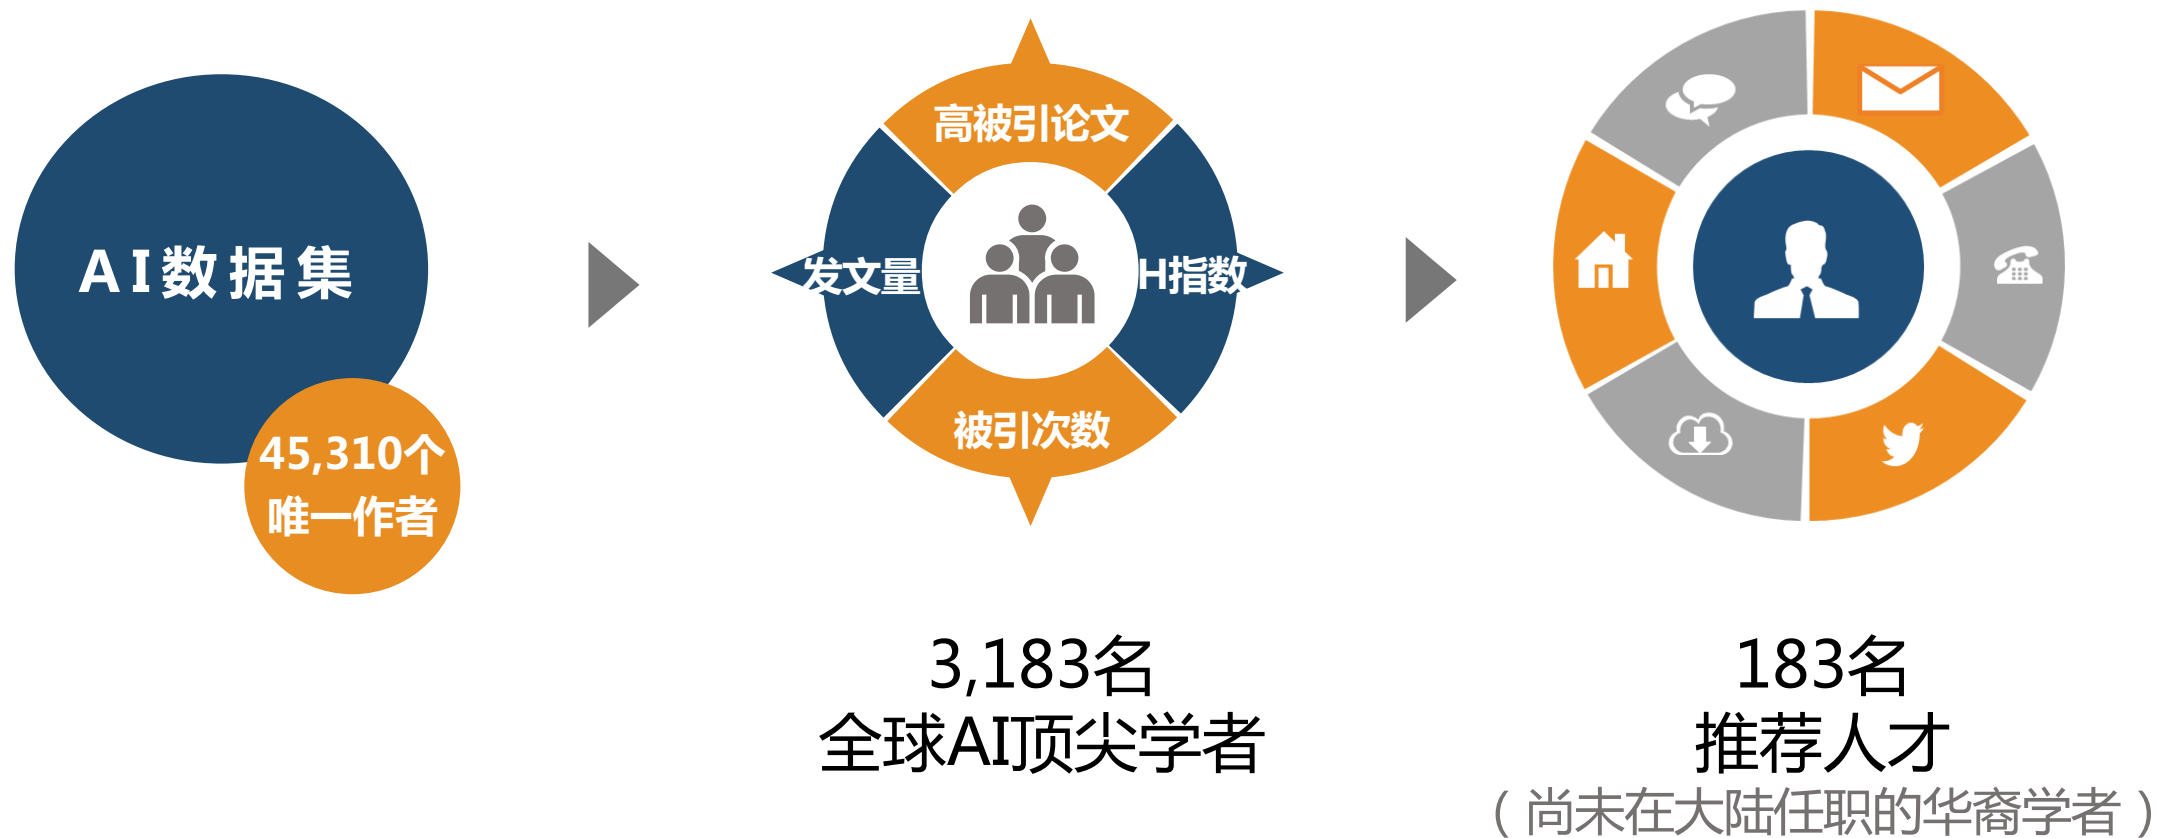 AI数据集
45,310个
唯一作者
高被引论文
发文量
H指数
被引次数
3,183名
全球AI顶尖学者
183名
推荐人才
（尚未在大陆任职的华裔学者）